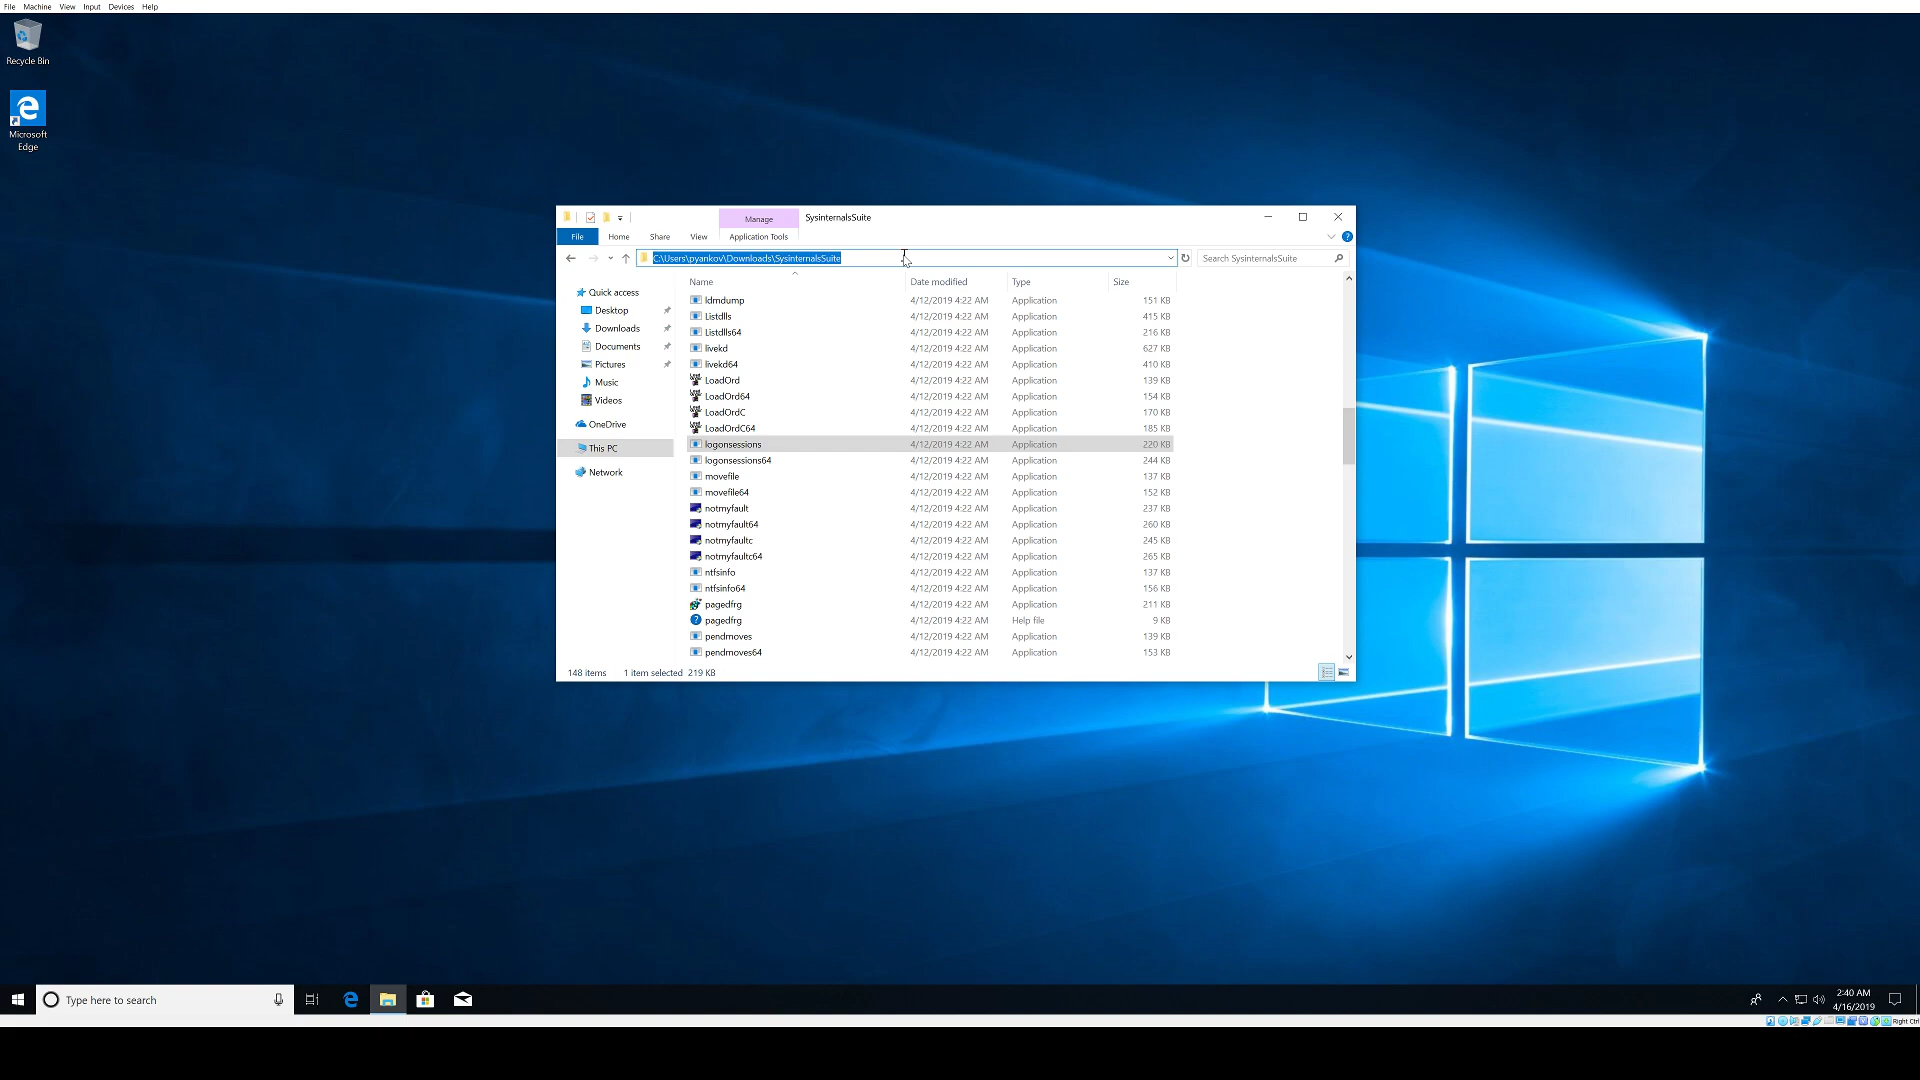 File Machine View Input Devices Help
Recycle Bin
Microsoft
Edge
Manage SysinternalsSuite
File Home Share View Application Tools
C:\Users\pyankov\Downloads\SysinternalsSuite Search SysinternalsSuite
Name Date modified Type Size
Quick access
Desktop
Downloads
Documents
Pictures
Music
Videos
OneDrive
This PC
Network
ldmdump 4/12/2019 4:22 AM Application 151 KB
Listdlls 4/12/2019 4:22 AM Application 415 KB
Listdlls64 4/12/2019 4:22 AM Application 216 KB
livekd 4/12/2019 4:22 AM Application 627 KB
livekd64 4/12/2019 4:22 AM Application 410 KB
LoadOrd 4/12/2019 4:22 AM Application 139 KB
LoadOrd64 4/12/2019 4:22 AM Application 154 KB
LoadOrdC 4/12/2019 4:22 AM Application 170 KB
LoadOrdC64 4/12/2019 4:22 AM Application 185 KB
logonsessions 4/12/2019 4:22 AM Application 220 KB
logonsessions64 4/12/2019 4:22 AM Application 244 KB
movefile 4/12/2019 4:22 AM Application 137 KB
movefile64 4/12/2019 4:22 AM Application 152 KB
notmyfault 4/12/2019 4:22 AM Application 237 KB
notmyfault64 4/12/2019 4:22 AM Application 260 KB
notmyfaultc 4/12/2019 4:22 AM Application 245 KB
notmyfaultc64 4/12/2019 4:22 AM Application 265 KB
ntfsinfo 4/12/2019 4:22 AM Application 137 KB
ntfsinfo64 4/12/2019 4:22 AM Application 156 KB
pagedfrg 4/12/2019 4:22 AM Application 211 KB
pagedfrg 4/12/2019 4:22 AM Help file 9 KB
pendmoves 4/12/2019 4:22 AM Application 139 KB
pendmoves64 4/12/2019 4:22 AM Application 153 KB
148 items 1 item selected 219 KB
Type here to search
2:40 AM
4/16/2019
Right Ctrl